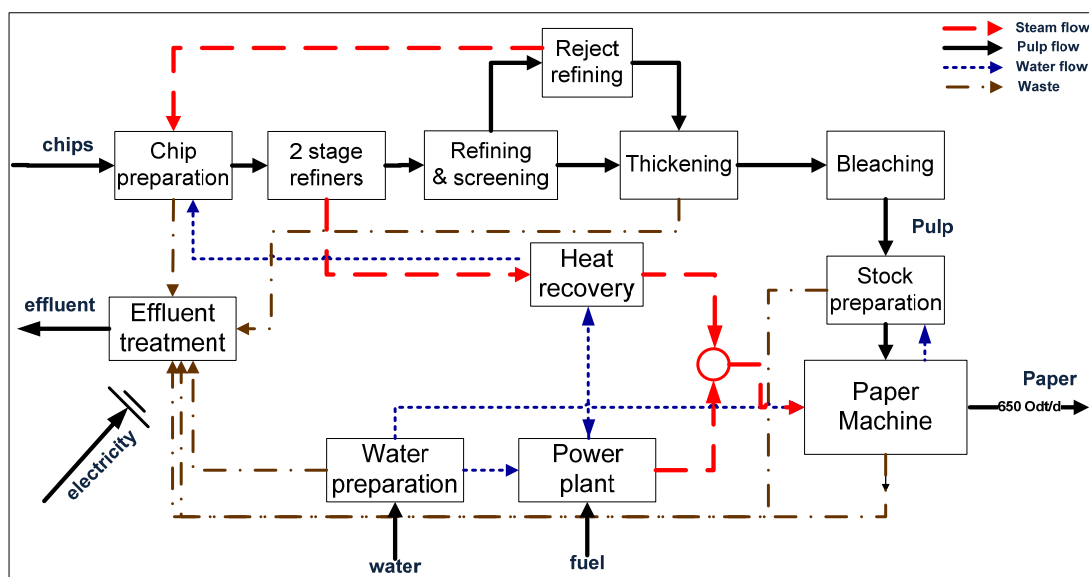 Steam flow
Pulp flow
Water flow
Waste
Reject
refining
chips
Chip
preparation
2 stage
refiners
Refining
& screening
Thickening
Bleaching
Pulp
Heat
recovery
Stock
preparation
effluent
Effluent
treatment
Paper
Machine
Paper
650 Odt/d
electricity
Water
preparation
Power
plant
water
fuel